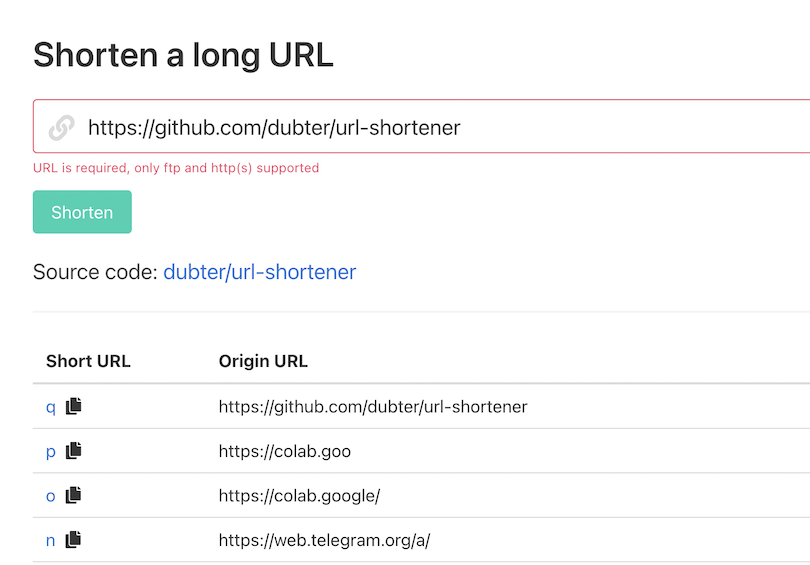 Shorten a long URL
https://github.com/dubter/url-shortener
URL is required, only ftp and http(s) supported
Shorten
Source code: dubter/url-shortener
Short URL Origin URL
q https://github.com/dubter/url-shortener
p https://colab.goo
o https://colab.google/
n https://web.telegram.org/a/